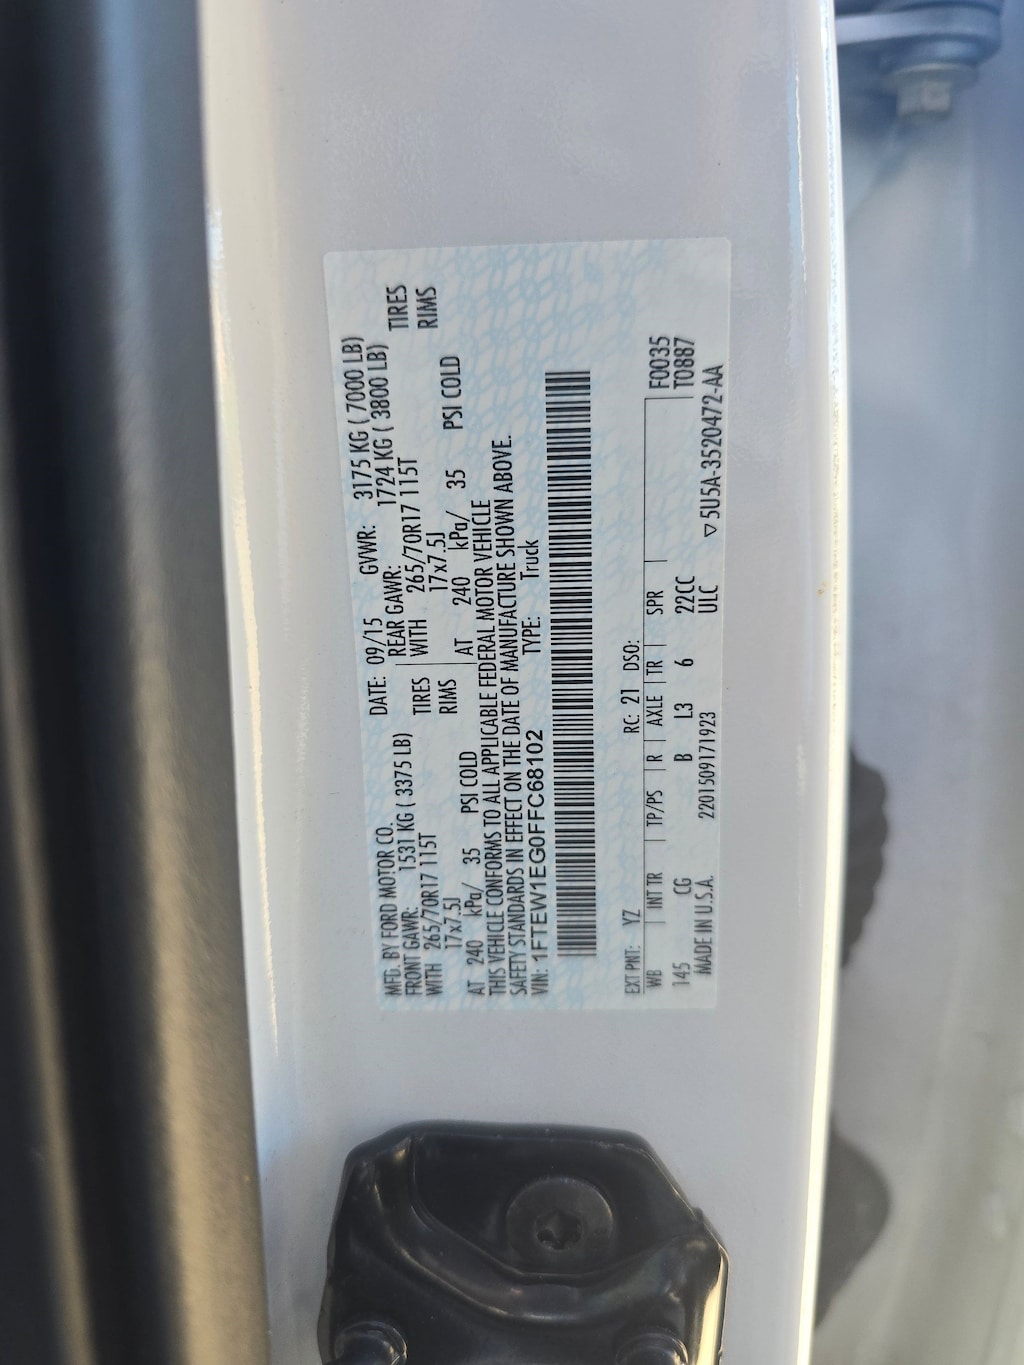 MFD. BY FORD MOTOR CO.
DATE: 09/15 GVWR: 3175 KG ( 7000 LB)
FRONT GAWR: 1531 KG ( 3375 LB) REAR GAWR: 1724 KG ( 3800 LB)
WITH 265/70R17 115T TIRES WITH 265/70R17 115T TIRES
17x7.5J RIMS 17x7.5J RIMS
AT 240 kPa/ 35 PSI COLD AT 240 kPa/ 35 PSI COLD
THIS VEHICLE CONFORMS TO ALL APPLICABLE FEDERAL MOTOR VEHICLE
SAFETY STANDARDS IN EFFECT ON THE DATE OF MANUFACTURE SHOWN ABOVE.
VIN: 1FTEW1EG0FFC68102 TYPE: Truck
EXT PNT: YZ RC: 21 DSO:
WB INT TR TP/PS R AXLE TR SPR F0035
145 CG B L3 6 22CC T0887
MADE IN U.S.A. 2201509171923 ULC ▽ 5U5A-3520472-AA